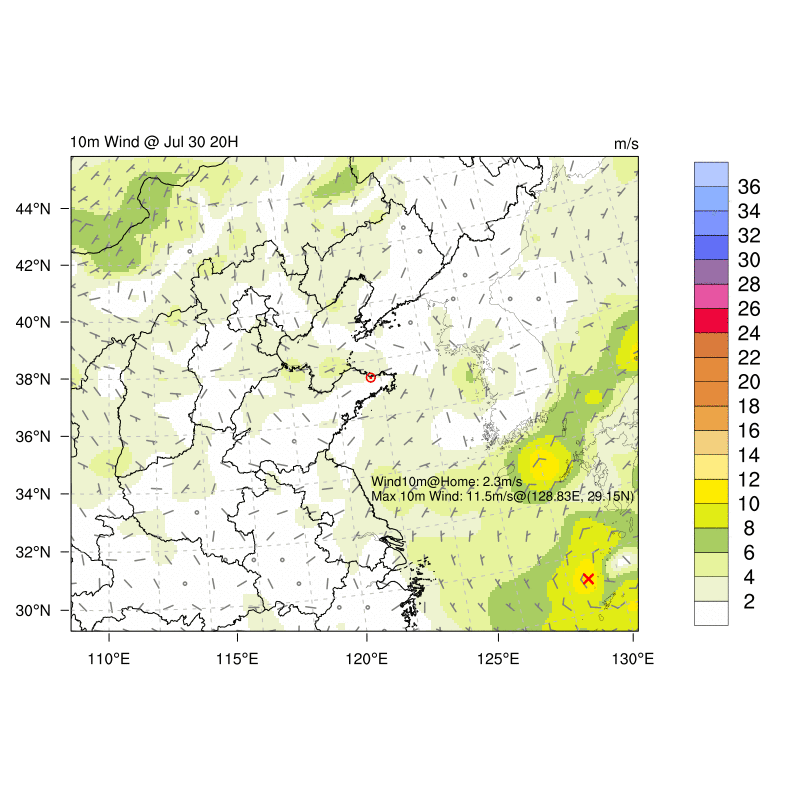 10m Wind @ Jul 30 20H
m/s
44°N
42°N
40°N
38°N
36°N
34°N
32°N
30°N
110°E
115°E
120°E
125°E
130°E
Wind10m@Home: 2.3m/s
Max 10m Wind: 11.5m/s@(128.83E, 29.15N)
36
34
32
30
28
26
24
22
20
18
16
14
12
10
8
6
4
2